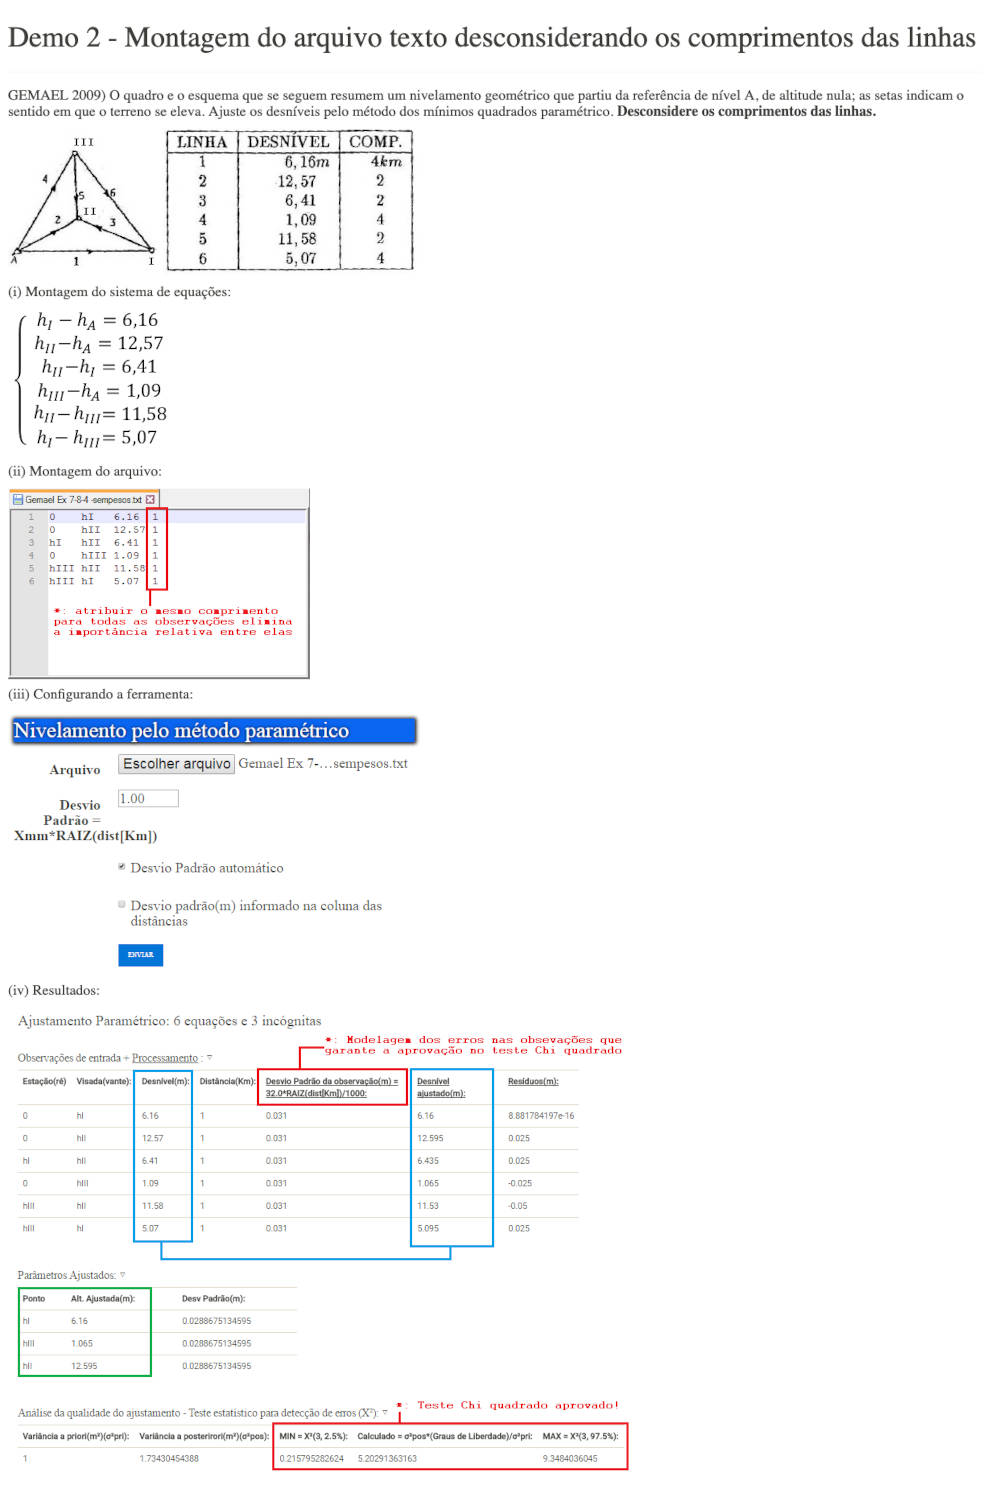 Demo 2 - Montagem do arquivo texto desconsiderando os comprimentos das linhas
GEMAEL 2009) O quadro e o esquema que se seguem resumem um nivelamento geométrico que partiu da referência de nível A, de altitude nula; as setas indicam o
sentido em que o terreno se eleva. Ajuste os desníveis pelo método dos mínimos quadrados paramétrico. Desconsidere os comprimentos das linhas.
III
4
5
6
II
2
3
A
1
I
LINHA DESNÍVEL COMP.
1 6,16m 4km
2 12,57 2
3 6,41 2
4 1,09 4
5 11,58 2
6 5,07 4
(i) Montagem do sistema de equações:
h_I − h_A = 6,16
h_II − h_A = 12,57
h_II − h_I = 6,41
h_III − h_A = 1,09
h_II − h_III = 11,58
h_I − h_III = 5,07
(ii) Montagem do arquivo:
Gemael Ex 7-8-4 -sempesos.txt
1 0 hI 6.16 1
2 0 hII 12.57 1
3 hI hII 6.41 1
4 0 hIII 1.09 1
5 hIII hII 11.58 1
6 hIII hI 5.07 1
*: atribuir o mesmo comprimento
para todas as observações elimina
a importância relativa entre elas
(iii) Configurando a ferramenta:
Nivelamento pelo método paramétrico
Arquivo Escolher arquivo Gemael Ex 7-…sempesos.txt
Desvio 1.00
Padrão =
Xmm*RAIZ(dist[Km])
Desvio Padrão automático
Desvio padrão(m) informado na coluna das
distâncias
ENVIAR
(iv) Resultados:
Ajustamento Paramétrico: 6 equações e 3 incógnitas
*: Modelagem dos erros nas obsevações que
garante a aprovação no teste Chi quadrado
Observações de entrada + Processamento : ▿
Estação(ré) Visada(vante): Desnível(m): Distância(Km): Desvio Padrão da observação(m) = 32.0*RAIZ(dist[Km])/1000: Desnível ajustado(m): Resíduos(m):
0 hI 6.16 1 0.031 6.16 8.881784197e-16
0 hII 12.57 1 0.031 12.595 0.025
hI hII 6.41 1 0.031 6.435 0.025
0 hIII 1.09 1 0.031 1.065 -0.025
hIII hII 11.58 1 0.031 11.53 -0.05
hIII hI 5.07 1 0.031 5.095 0.025
Parâmetros Ajustados: ▿
Ponto Alt. Ajustada(m): Desv Padrão(m):
hI 6.16 0.0288675134595
hIII 1.065 0.0288675134595
hII 12.595 0.0288675134595
*: Teste Chi quadrado aprovado!
Análise da qualidade do ajustamento - Teste estatístico para detecção de erros (X²): ▿
Variância a priori(m²)(σ²pri): Variância a posterirori(m²)(σ²pos): MIN = X²(3, 2.5%): Calculado = σ²pos*(Graus de Liberdade)/σ²pri: MAX = X²(3, 97.5%):
1 1.73430454388 0.215795282624 5.20291363163 9.3484036045